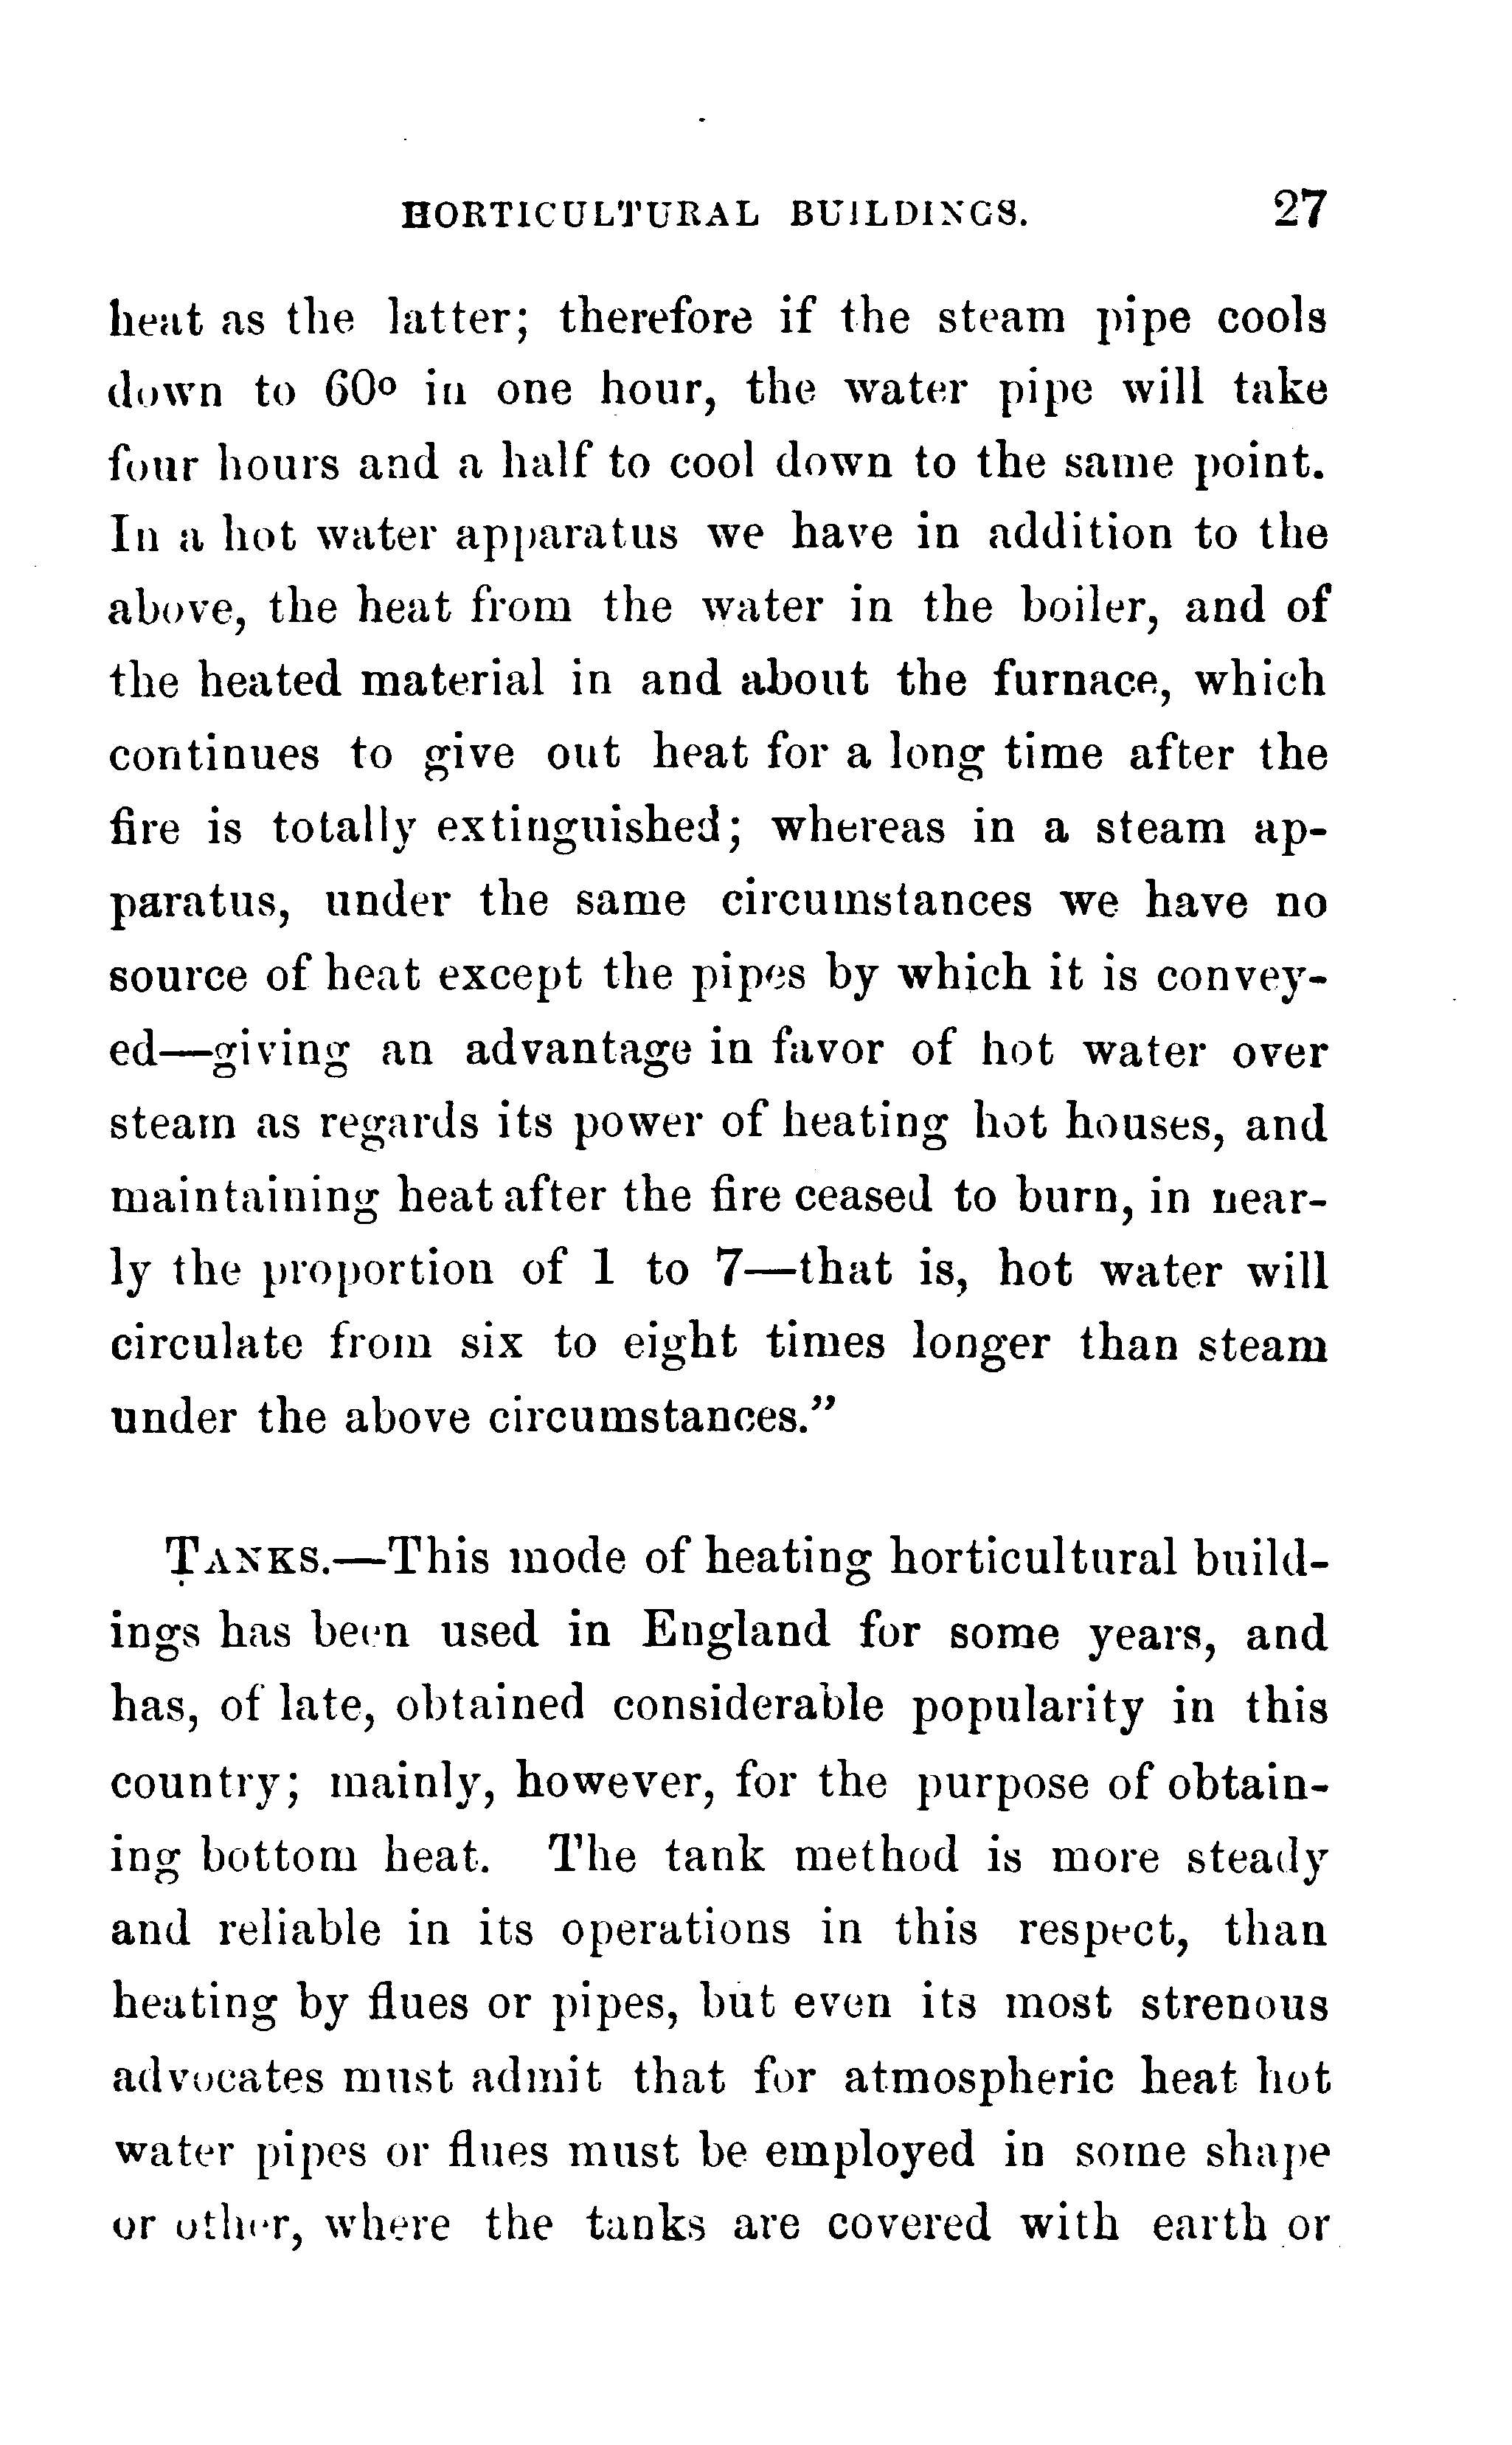 HORTICULTURAL BUILDINGS. 27
heat as the latter; therefore if the steam pipe cools
down to 60o in one hour, the water pipe will take
four hours and a half to cool down to the same point.
In a hot water apparatus we have in addition to the
above, the heat from the water in the boiler, and of
the heated material in and about the furnace, which
continues to give out heat for a long time after the
fire is totally extinguished; whereas in a steam ap-
paratus, under the same circumstances we have no
source of heat except the pipes by which it is convey-
ed—giving an advantage in favor of hot water over
steam as regards its power of heating hot houses, and
maintaining heat after the fire ceased to burn, in near-
ly the proportion of 1 to 7—that is, hot water will
circulate from six to eight times longer than steam
under the above circumstances.”
TANKS.—This mode of heating horticultural build-
ings has been used in England for some years, and
has, of late, obtained considerable popularity in this
country; mainly, however, for the purpose of obtain-
ing bottom heat. The tank method is more steady
and reliable in its operations in this respect, than
heating by flues or pipes, but even its most strenous
advocates must admit that for atmospheric heat hot
water pipes or flues must be employed in some shape
or other, where the tanks are covered with earth or